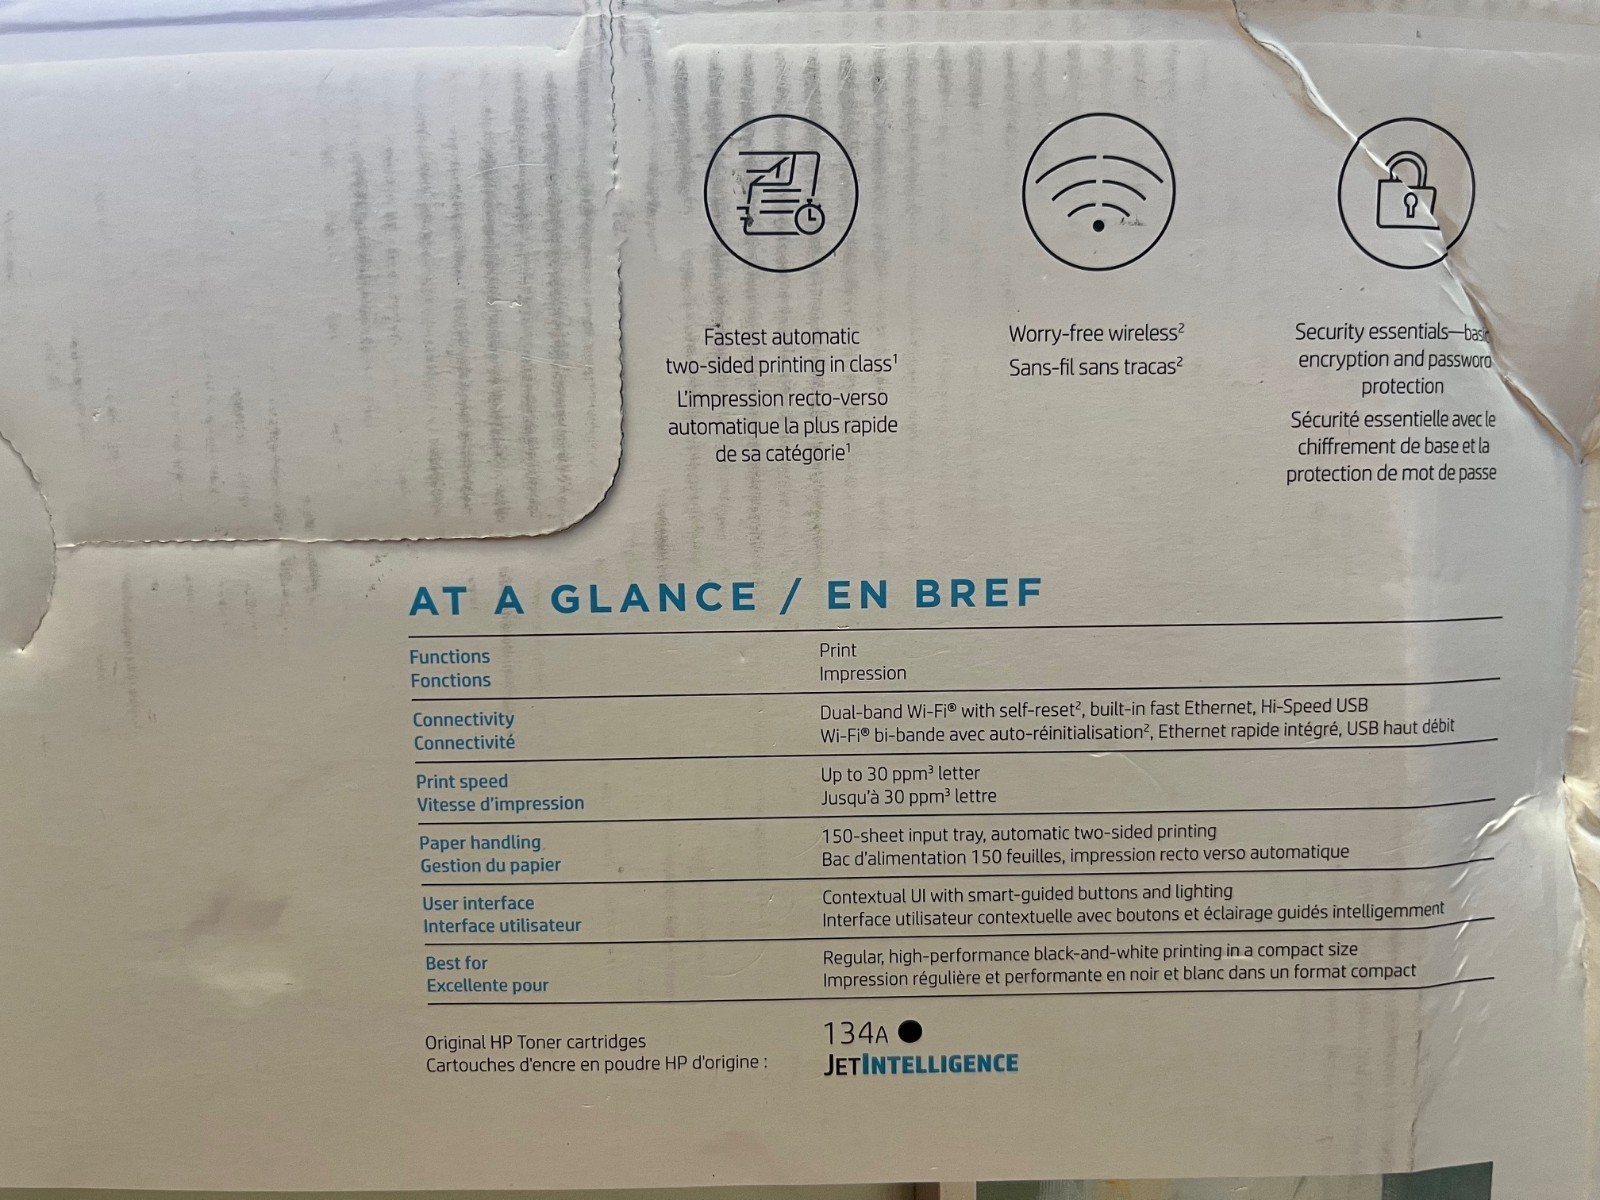 Fastest automatic
two-sided printing in class¹
L'impression recto-verso
automatique la plus rapide
de sa catégorie¹
Worry-free wireless²
Sans-fil sans tracas²
Security essentials—basic
encryption and password
protection
Sécurité essentielle avec le
chiffrement de base et la
protection de mot de passe
AT A GLANCE / EN BREF
Functions
Fonctions
Print
Impression
Connectivity
Connectivité
Dual-band Wi-Fi® with self-reset², built-in fast Ethernet, Hi-Speed USB
Wi-Fi® bi-bande avec auto-réinitialisation², Ethernet rapide intégré, USB haut débit
Print speed
Vitesse d'impression
Up to 30 ppm³ letter
Jusqu'à 30 ppm³ lettre
Paper handling
Gestion du papier
150-sheet input tray, automatic two-sided printing
Bac d'alimentation 150 feuilles, impression recto verso automatique
User interface
Interface utilisateur
Contextual UI with smart-guided buttons and lighting
Interface utilisateur contextuelle avec boutons et éclairage guidés intelligemment
Best for
Excellente pour
Regular, high-performance black-and-white printing in a compact size
Impression régulière et performante en noir et blanc dans un format compact
Original HP Toner cartridges
Cartouches d'encre en poudre HP d'origine :
134A
JETINTELLIGENCE